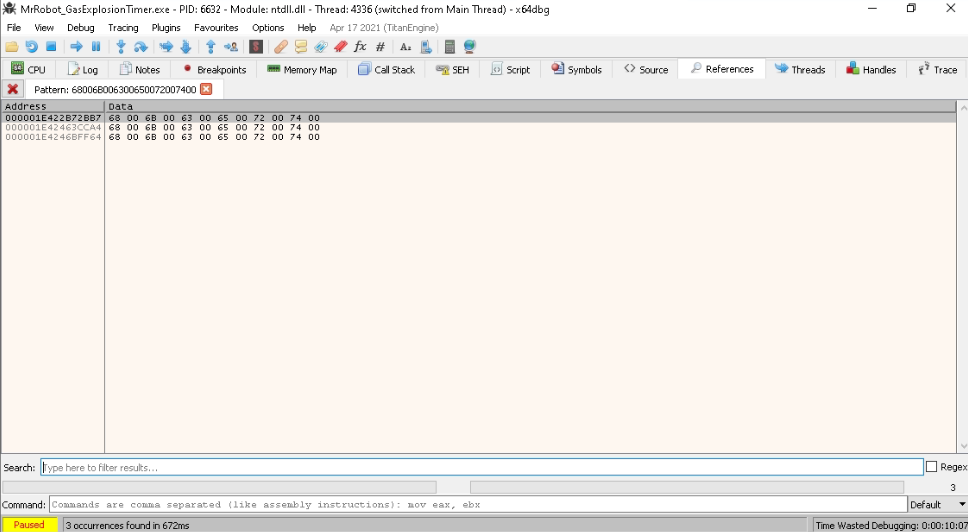 MrRobot_GasExplosionTimer.exe - PID: 6632 - Module: ntdll.dll - Thread: 4336 (switched from Main Thread) - x64dbg
File View Debug Tracing Plugins Favourites Options Help Apr 17 2021 (TitanEngine)
CPU Log Notes Breakpoints Memory Map Call Stack SEH Script Symbols Source References Threads Handles Trace
Pattern: 68006B006300650072007400
Address Data
000001E422B72BB7 68 00 6B 00 63 00 65 00 72 00 74 00
000001E42463CCA4 68 00 6B 00 63 00 65 00 72 00 74 00
000001E4246BFF64 68 00 6B 00 63 00 65 00 72 00 74 00
Search: Type here to filter results... Regex
3
Command: Commands are comma separated (like assembly instructions): mov eax, ebx Default
Paused 3 occurrences found in 672ms Time Wasted Debugging: 0:00:10:07